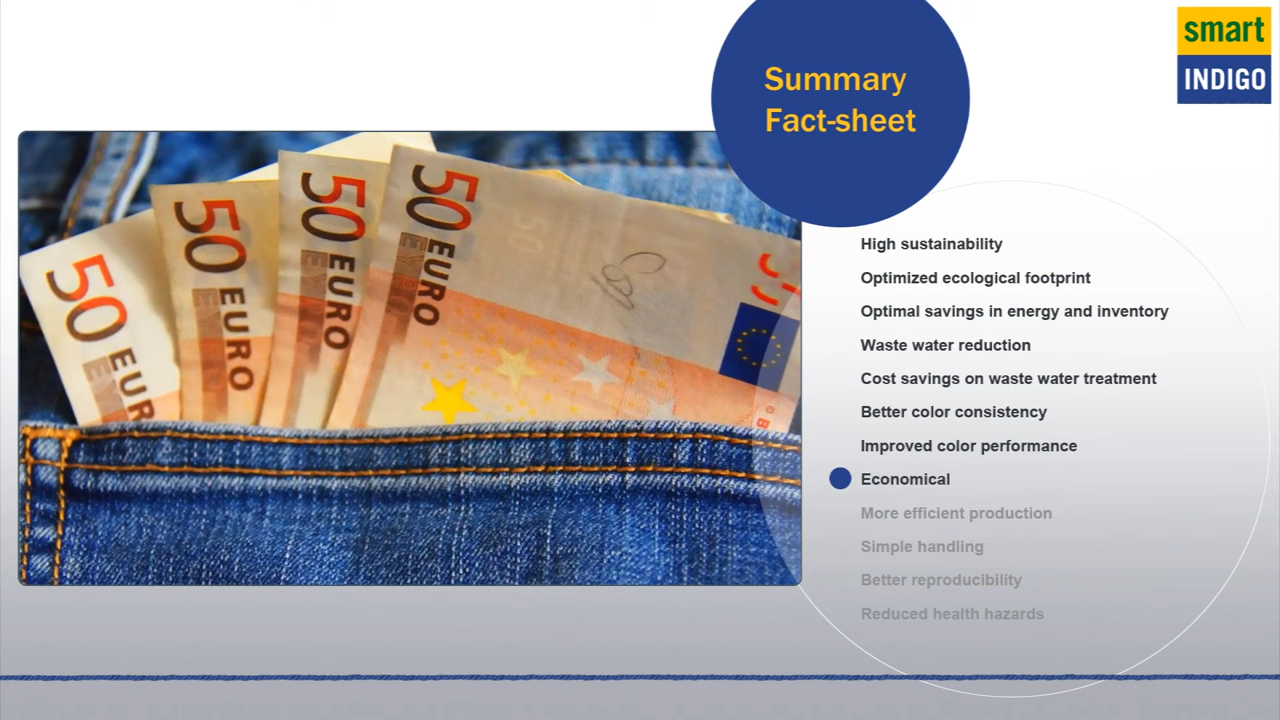 smart
INDIGO
Summary
Fact-sheet
50 EURO
50 EURO
50 EURO
50 EUR
High sustainability
Optimized ecological footprint
Optimal savings in energy and inventory
Waste water reduction
Cost savings on waste water treatment
Better color consistency
Improved color performance
Economical
More efficient production
Simple handling
Better reproducibility
Reduced health hazards